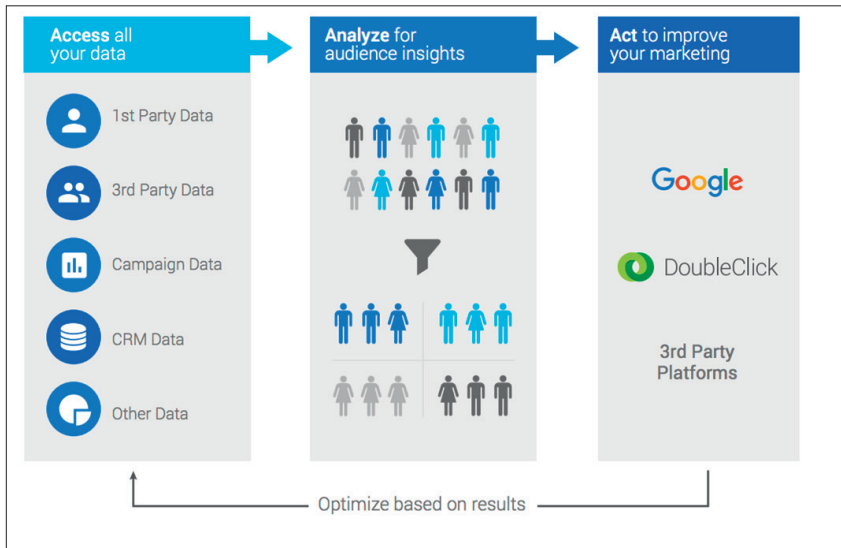 Access all
your data
Analyze for
audience insights
Act to improve
your marketing
1st Party Data
3rd Party Data
Campaign Data
CRM Data
Other Data
Google
DoubleClick
3rd Party
Platforms
Optimize based on results